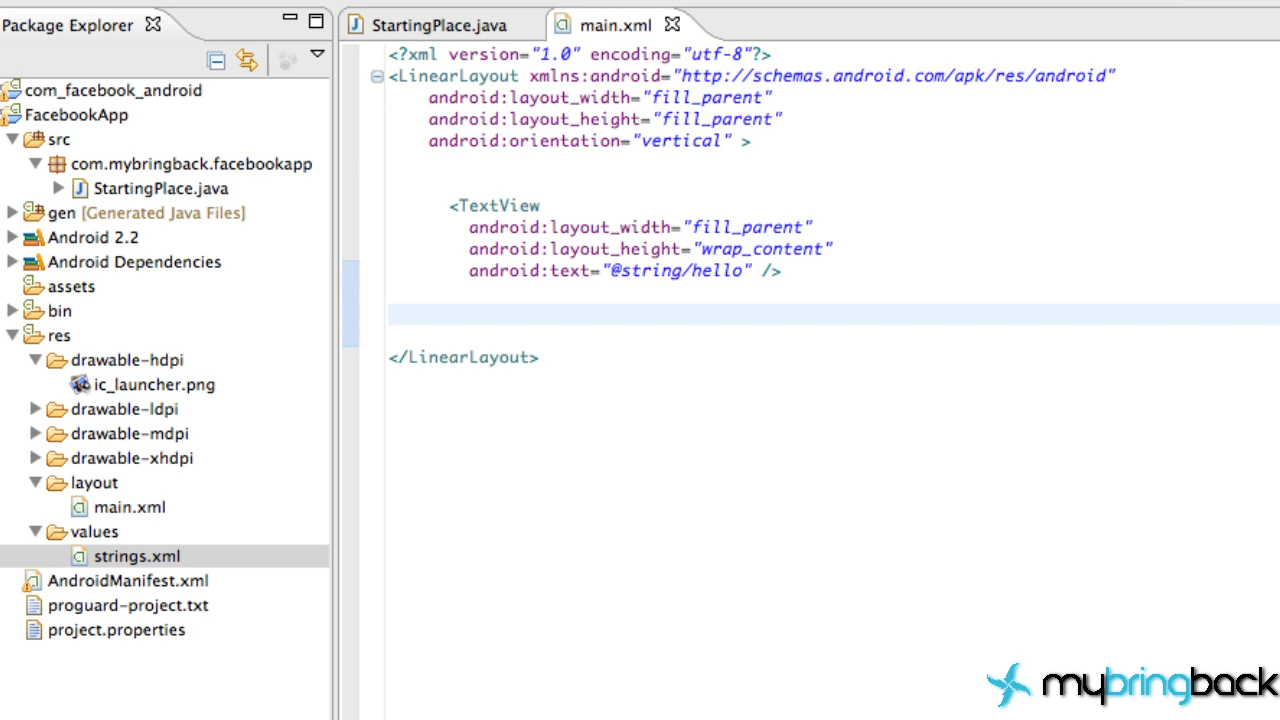 Package Explorer
com_facebook_android
FacebookApp
src
com.mybringback.facebookapp
StartingPlace.java
gen [Generated Java Files]
Android 2.2
Android Dependencies
assets
bin
res
drawable-hdpi
ic_launcher.png
drawable-ldpi
drawable-mdpi
drawable-xhdpi
layout
main.xml
values
strings.xml
AndroidManifest.xml
proguard-project.txt
project.properties
StartingPlace.java
main.xml
<?xml version="1.0" encoding="utf-8"?>
<LinearLayout xmlns:android="http://schemas.android.com/apk/res/android"
android:layout_width="fill_parent"
android:layout_height="fill_parent"
android:orientation="vertical" >
<TextView
android:layout_width="fill_parent"
android:layout_height="wrap_content"
android:text="@string/hello" />
</LinearLayout>
mybringback